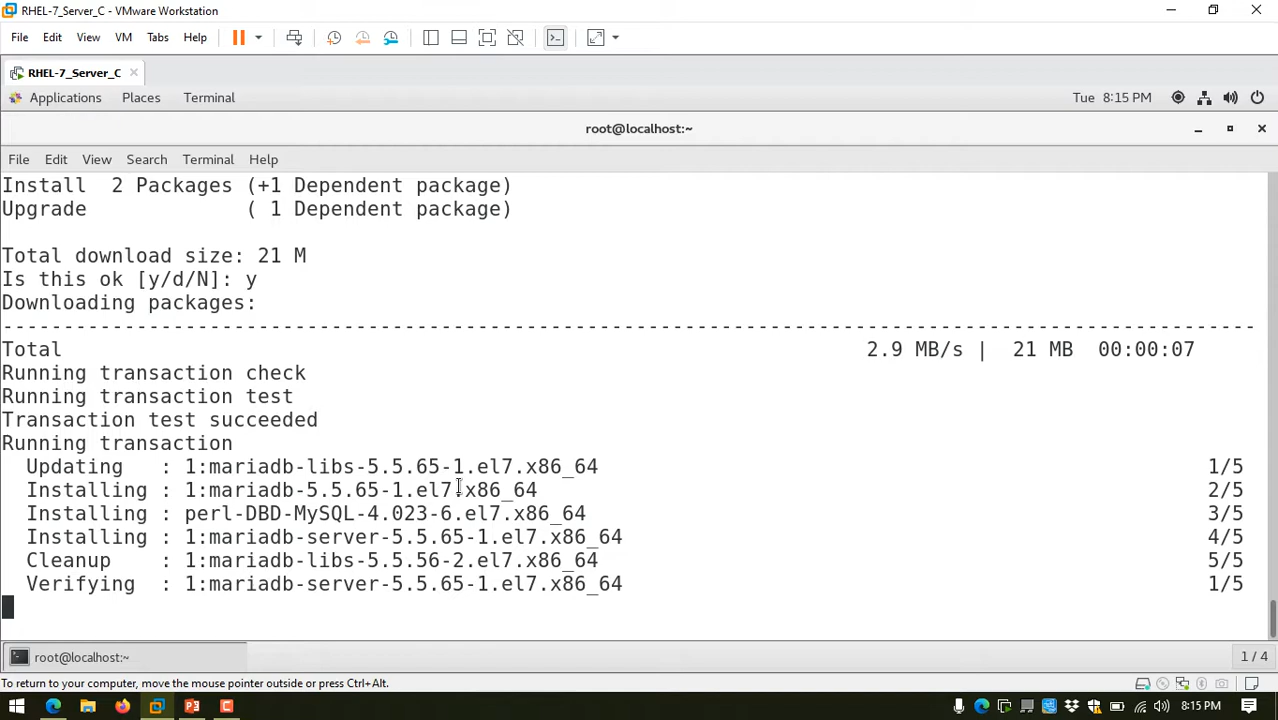 RHEL-7_Server_C - VMware Workstation
File Edit View VM Tabs Help
RHEL-7_Server_C
Applications Places Terminal Tue 8:15 PM
root@localhost:~
File Edit View Search Terminal Help
Install 2 Packages (+1 Dependent package)
Upgrade ( 1 Dependent package)
Total download size: 21 M
Is this ok [y/d/N]: y
Downloading packages:
--------------------------------------------------------------------------------------------------------
Total 2.9 MB/s | 21 MB 00:00:07
Running transaction check
Running transaction test
Transaction test succeeded
Running transaction
Updating : 1:mariadb-libs-5.5.65-1.el7.x86_64 1/5
Installing : 1:mariadb-5.5.65-1.el7.x86_64 2/5
Installing : perl-DBD-MySQL-4.023-6.el7.x86_64 3/5
Installing : 1:mariadb-server-5.5.65-1.el7.x86_64 4/5
Cleanup : 1:mariadb-libs-5.5.56-2.el7.x86_64 5/5
Verifying : 1:mariadb-server-5.5.65-1.el7.x86_64 1/5
root@localhost:~ 1 / 4
To return to your computer, move the mouse pointer outside or press Ctrl+Alt.
8:15 PM